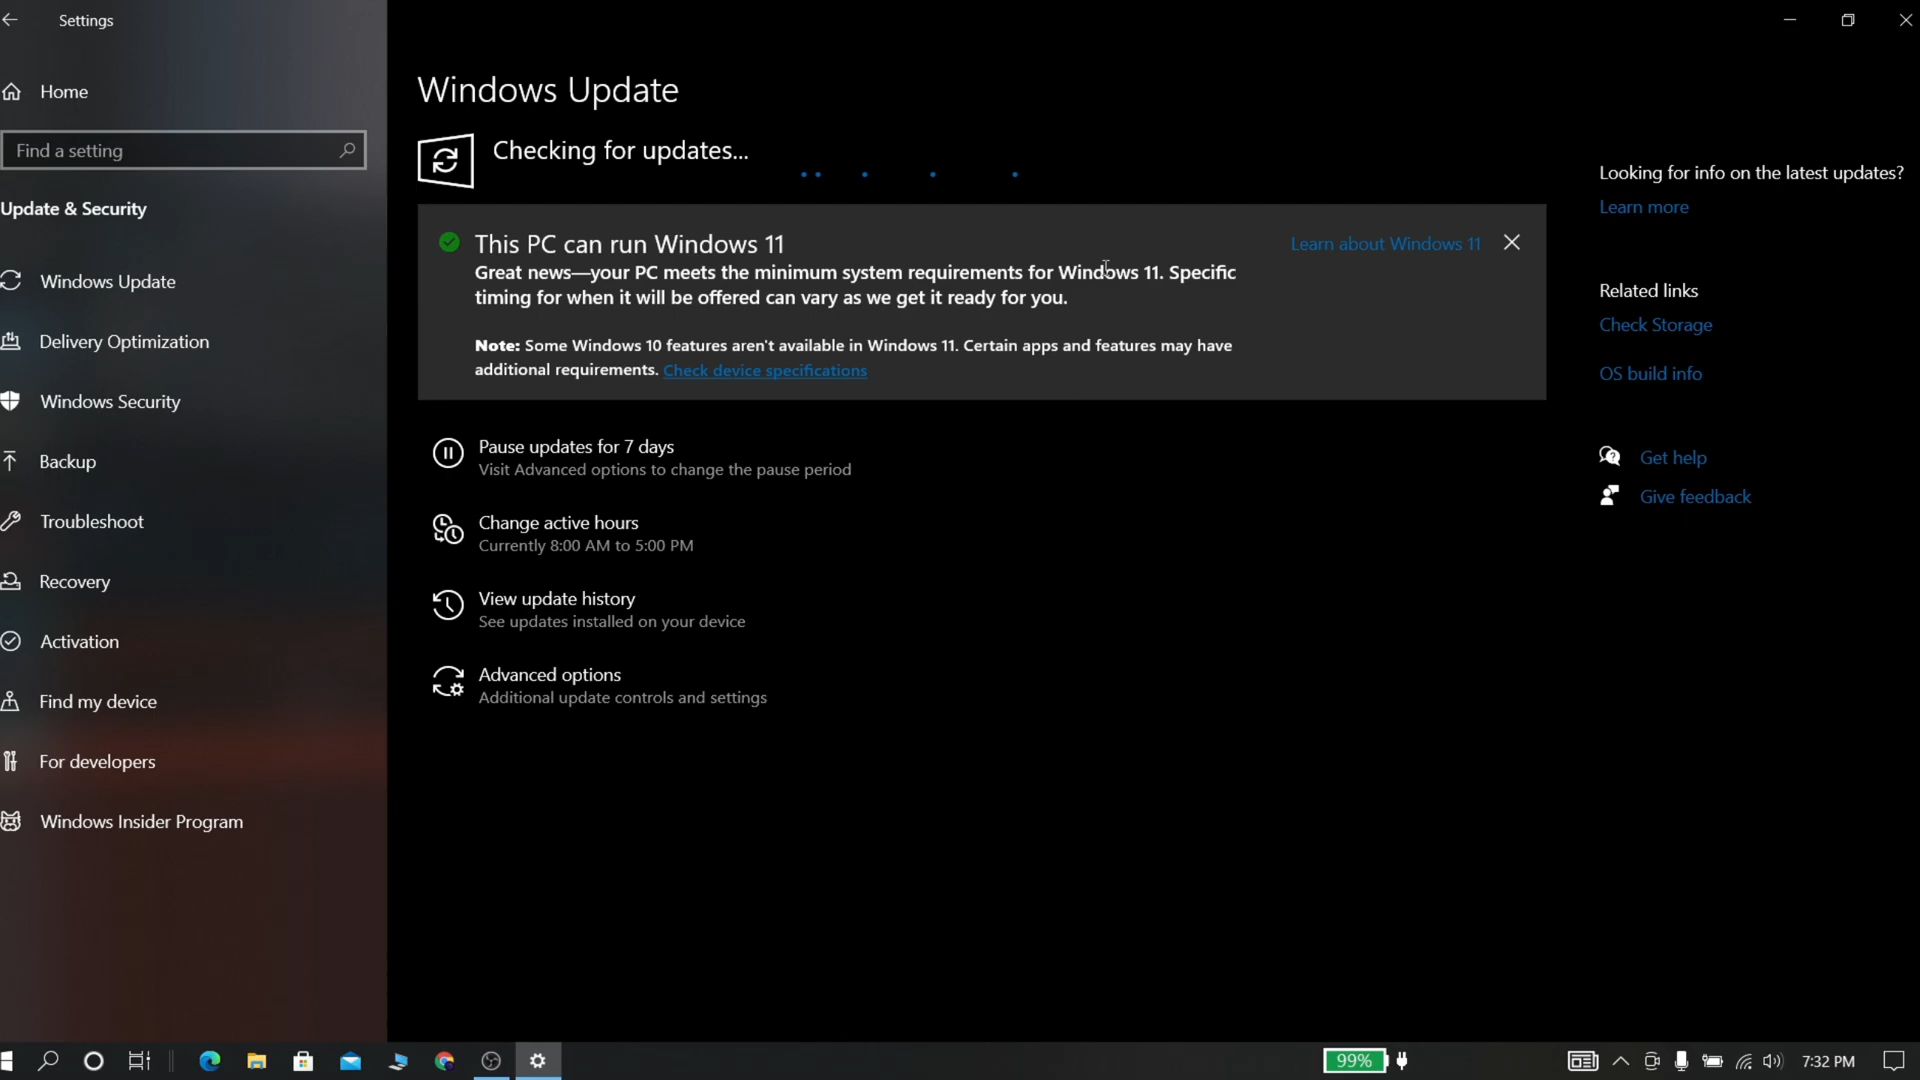 Settings
Home
Find a setting
Update & Security
Windows Update
Delivery Optimization
Windows Security
Backup
Troubleshoot
Recovery
Activation
Find my device
For developers
Windows Insider Program
Windows Update
Checking for updates...
This PC can run Windows 11
Learn about Windows 11
Great news—your PC meets the minimum system requirements for Windows 11. Specific
timing for when it will be offered can vary as we get it ready for you.
Note: Some Windows 10 features aren't available in Windows 11. Certain apps and features may have
additional requirements. Check device specifications
Pause updates for 7 days
Visit Advanced options to change the pause period
Change active hours
Currently 8:00 AM to 5:00 PM
View update history
See updates installed on your device
Advanced options
Additional update controls and settings
Looking for info on the latest updates?
Learn more
Related links
Check Storage
OS build info
Get help
Give feedback
99%
7:32 PM